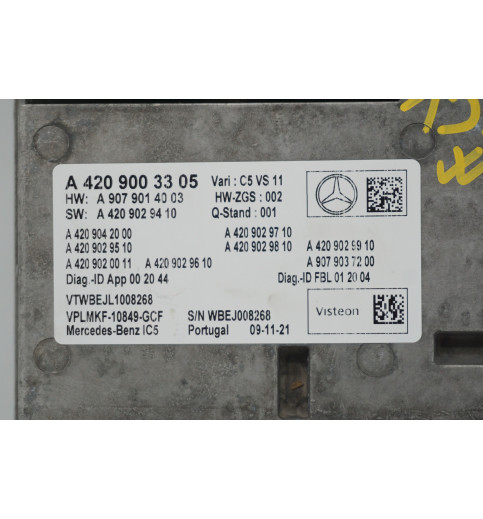 A 420 900 33 05 Vari : C5 VS 11
HW: A 907 901 40 03 HW-ZGS : 002
SW: A 420 902 94 10 Q-Stand : 001
A 420 904 20 00 A 420 902 97 10
A 420 902 95 10 A 420 902 98 10 A 420 902 99 10
A 420 902 00 11 A 420 902 96 10 A 907 903 72 00
Diag.-ID App 00 20 44 Diag.-ID FBL 01 20 04
VTWBEJL1008268
VPLMKF-10849-GCF S/N WBEJ008268 Visteon
Mercedes-Benz IC5 Portugal 09-11-21